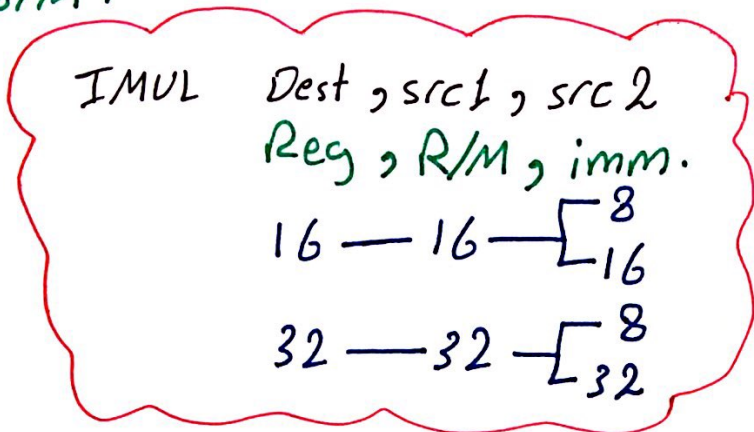 IMUL Dest, src1, src2
Reg, R/M, imm.
16 — 16 — 8
16
32 — 32 — 8
32